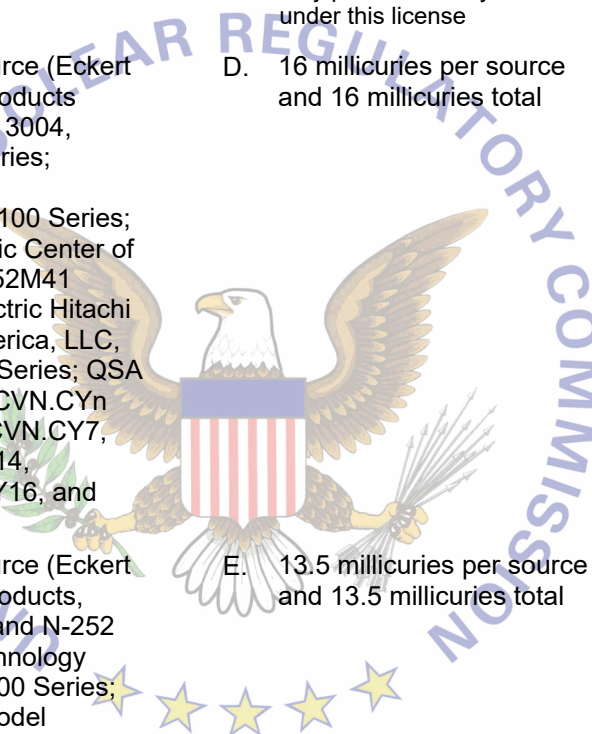 under this license
rce (Eckert
oducts
3004,
ries;
100 Series;
ic Center of
52M41
ctric Hitachi
erica, LLC,
Series; QSA
CVN.CYn
CVN.CY7,
14,
Y16, and
D. 16 millicuries per source
and 16 millicuries total
rce (Eckert
oducts,
and N-252
hnology
00 Series;
odel
E. 13.5 millicuries per source
and 13.5 millicuries total
CLEAR REGULATORY COMMISSION
UN